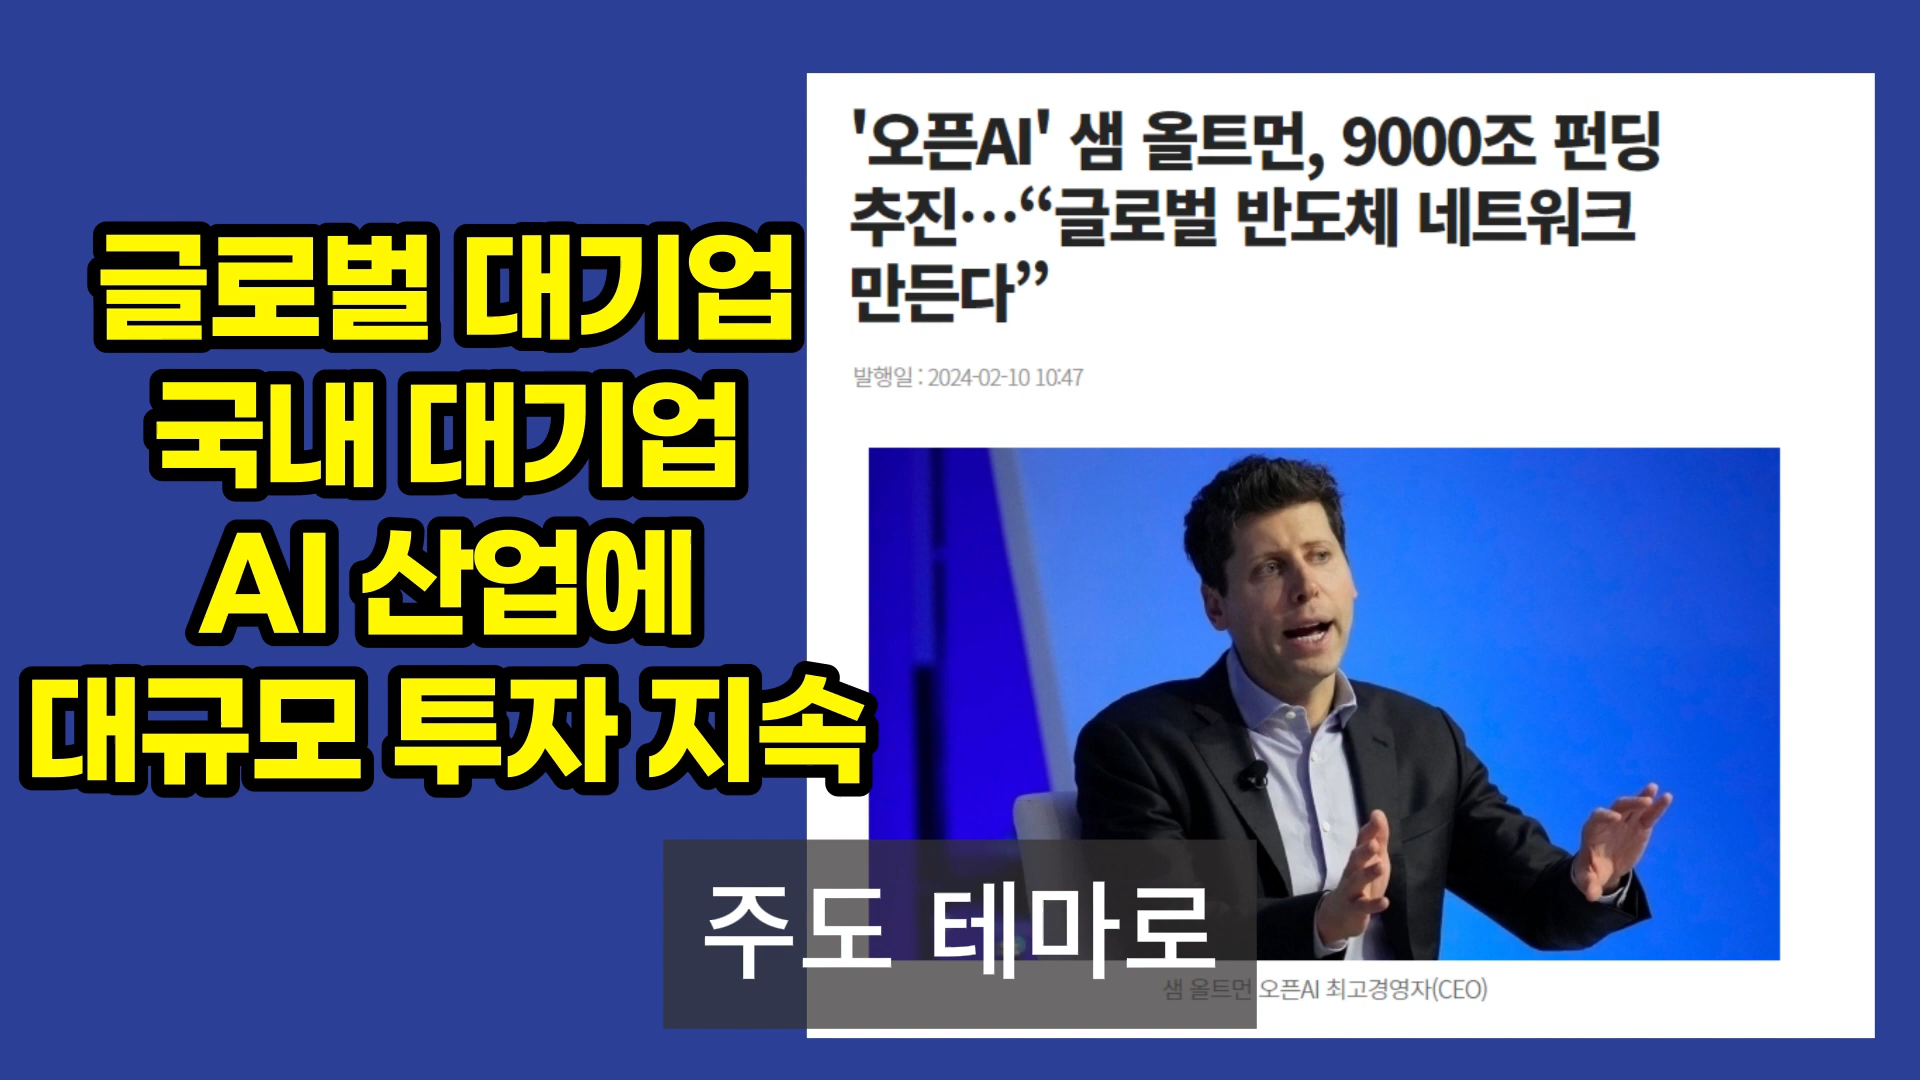 글로벌 대기업
국내 대기업
AI 산업에
대규모 투자 지속
'오픈AI' 샘 올트먼, 9000조 펀딩
추진…“글로벌 반도체 네트워크
만든다”
발행일 : 2024-02-10 10:47
샘 올트먼 오픈AI 최고경영자(CEO)
주도 테마로